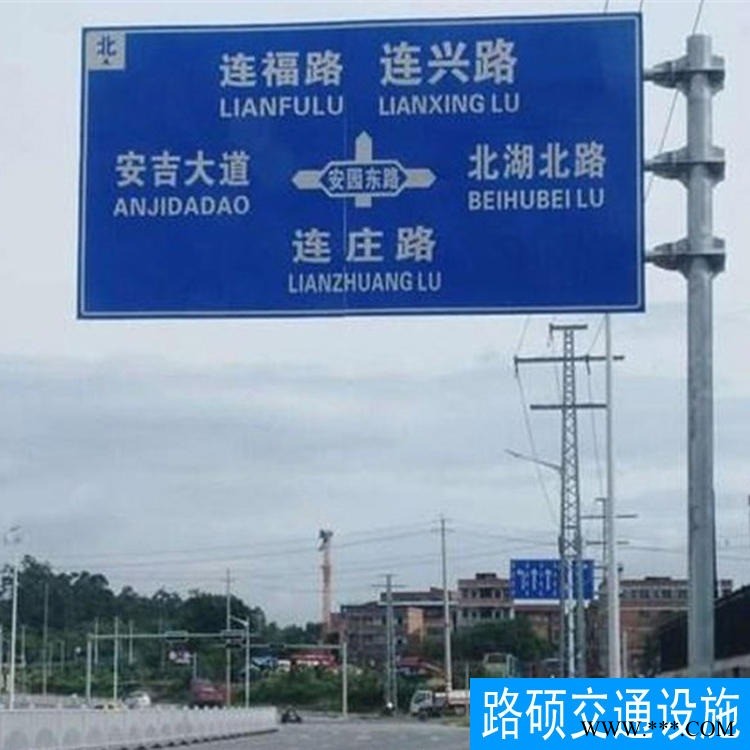 北
连福路 连兴路
LIANFULU LIANXING LU
安吉大道 安园东路 北湖北路
ANJIDADAO BEIHUBEI LU
连庄路
LIANZHUANG LU
路硕交通设施
www.***.com